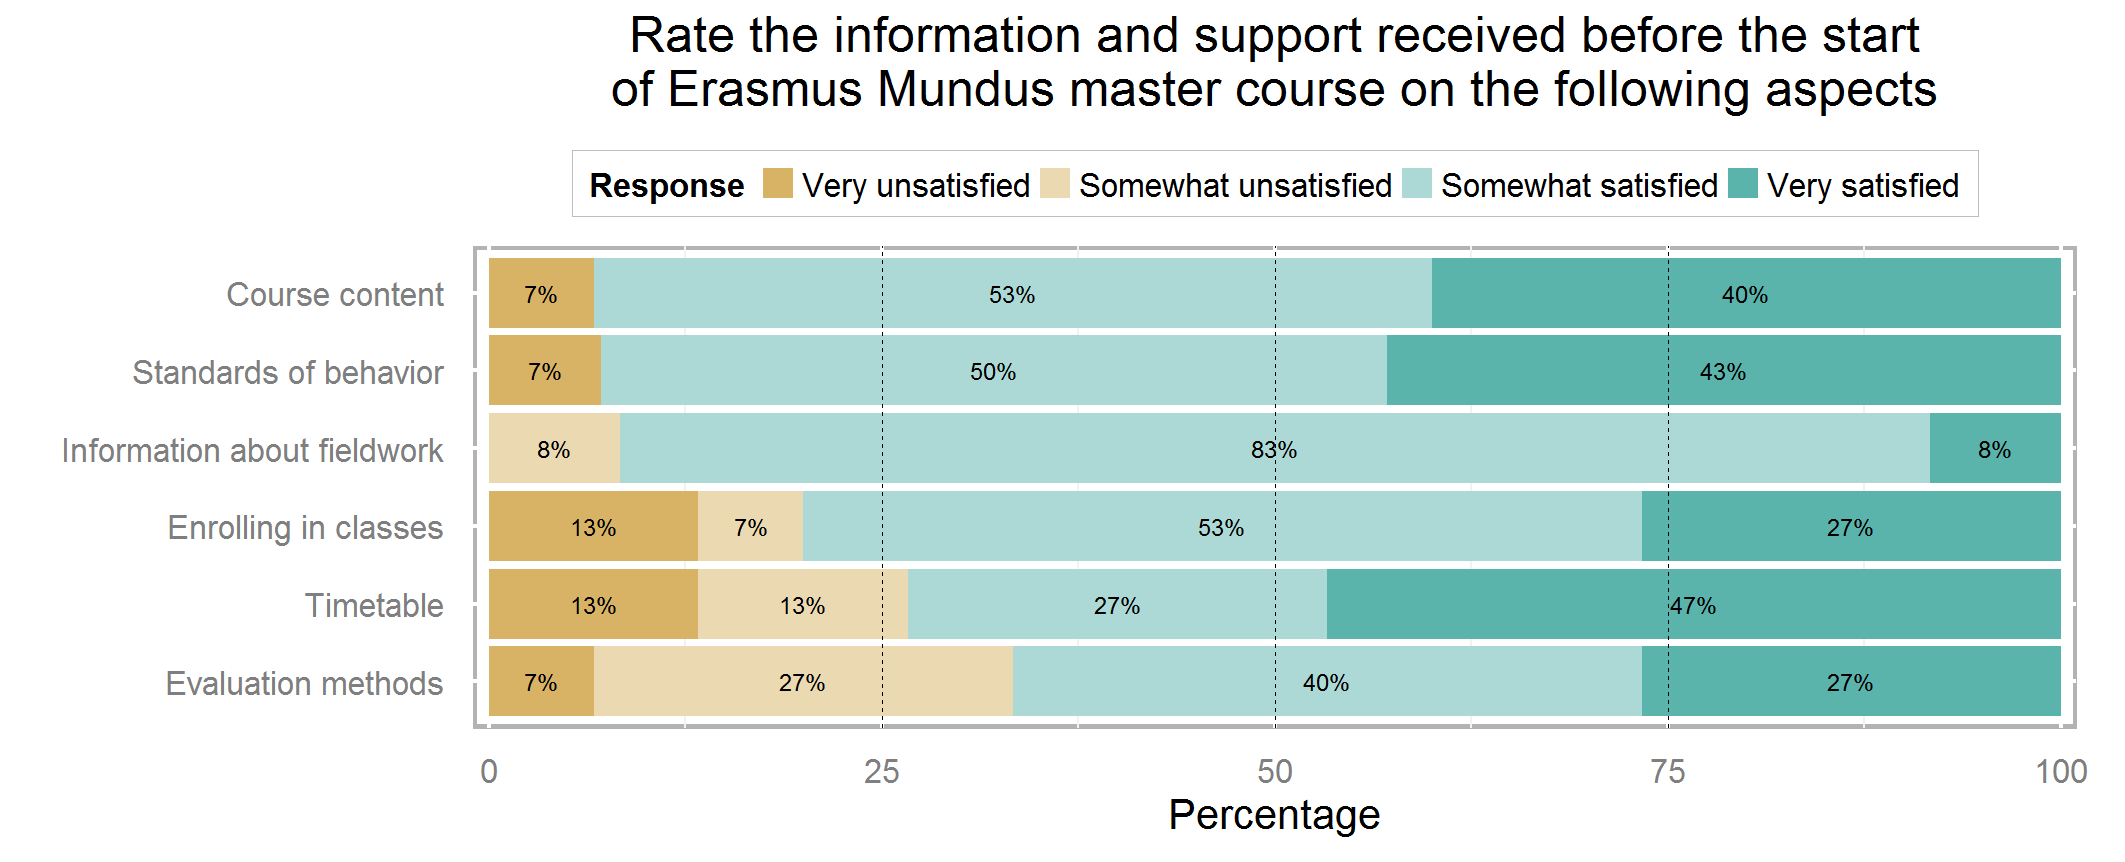 Rate the information and support received before the start
of Erasmus Mundus master course on the following aspects
Response Very unsatisfied Somewhat unsatisfied Somewhat satisfied Very satisfied
Course content 7% 53% 40%
Standards of behavior 7% 50% 43%
Information about fieldwork 8% 83% 8%
Enrolling in classes 13% 7% 53% 27%
Timetable 13% 13% 27% 47%
Evaluation methods 7% 27% 40% 27%
0 25 50 75 100
Percentage